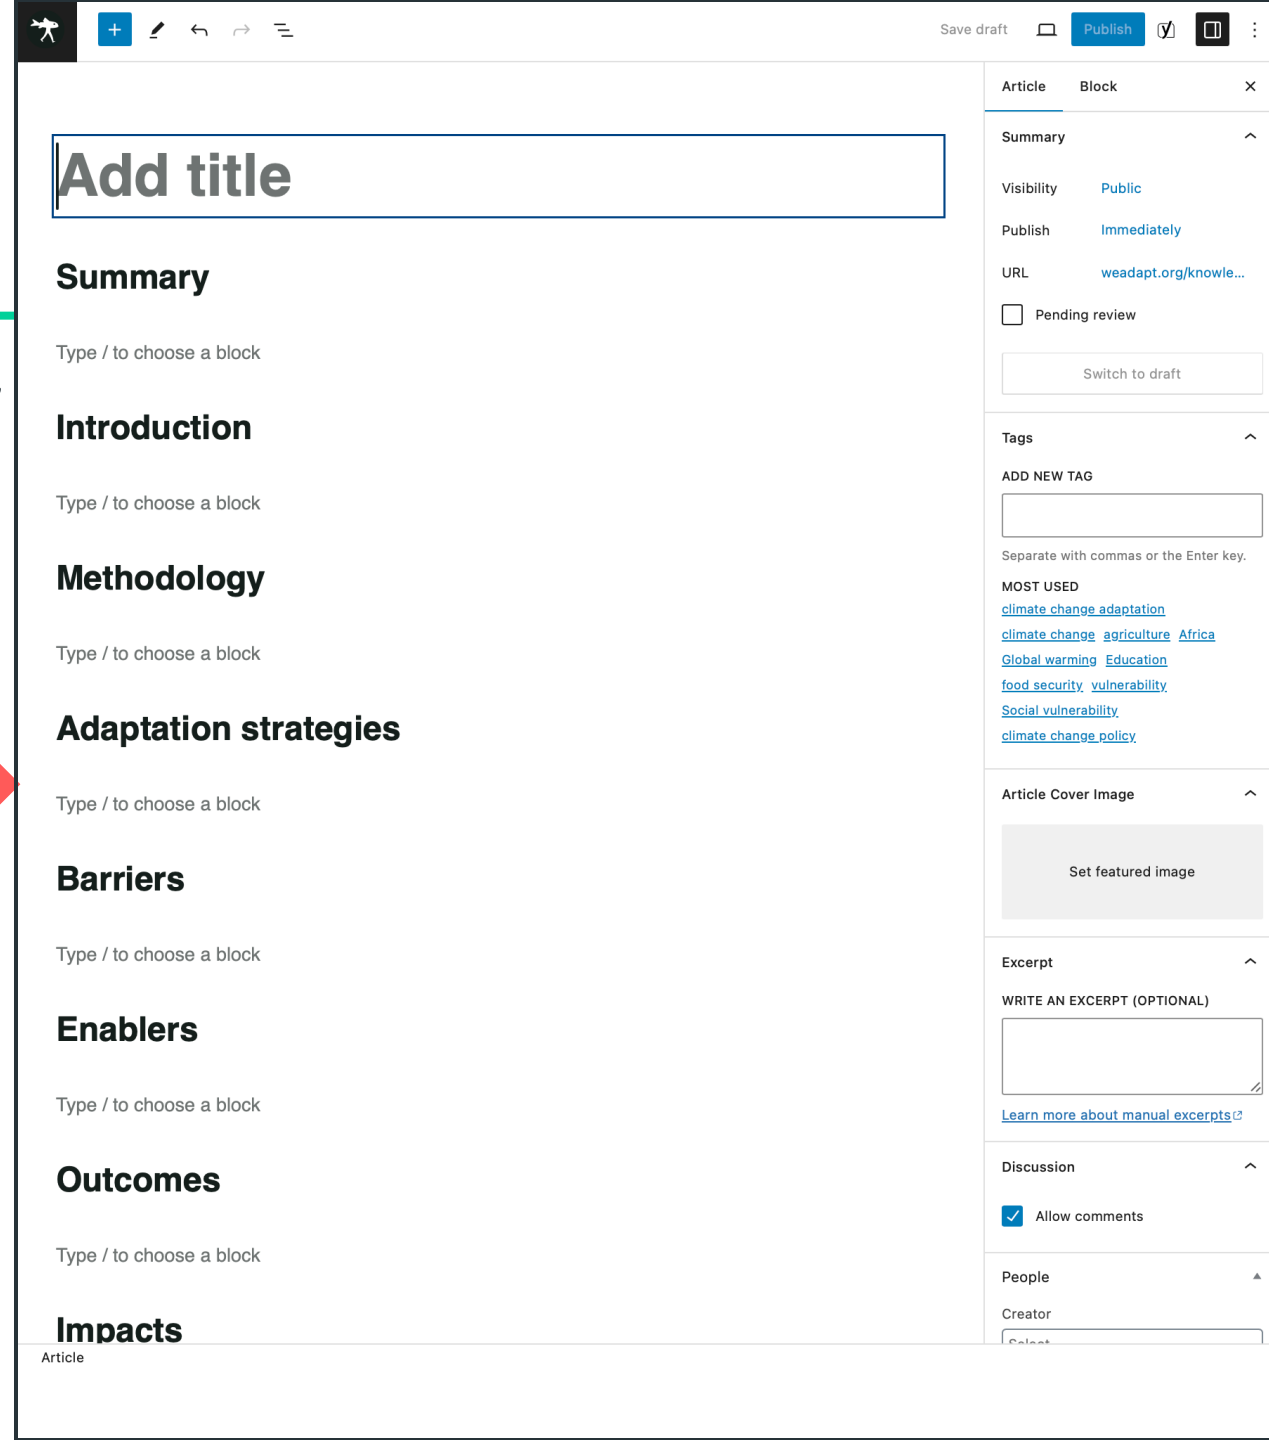 Save draft
Publish
Add title
Summary
Type / to choose a block
Introduction
Type / to choose a block
Methodology
Type / to choose a block
Adaptation strategies
Type / to choose a block
Barriers
Type / to choose a block
Enablers
Type / to choose a block
Outcomes
Type / to choose a block
Impacts
Article
Article Block
Summary
Visibility Public
Publish Immediately
URL weadapt.org/knowle...
Pending review
Switch to draft
Tags
ADD NEW TAG
Separate with commas or the Enter key.
MOST USED
climate change adaptation
climate change agriculture Africa
Global warming Education
food security vulnerability
Social vulnerability
climate change policy
Article Cover Image
Set featured image
Excerpt
WRITE AN EXCERPT (OPTIONAL)
Learn more about manual excerpts
Discussion
Allow comments
People
Creator